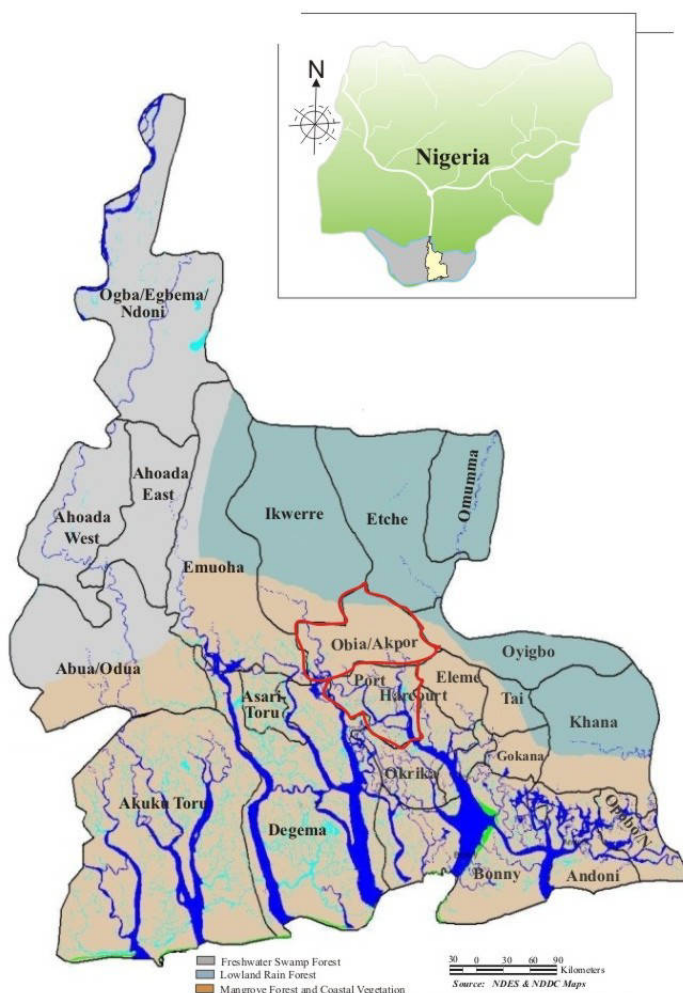 N
Nigeria
Ogba/Egbema/
Ndoni
Ahoada
East
Ahoada
West
Ikwerre
Etche
Omumma
Emuoha
Obia/Akpor
Oyigbo
Abua/Odua
Port
Harcourt
Eleme
Asari
Toru
Tai
Khana
Gokana
Okrika
Akuku Toru
Degema
Opobo/N
Bonny
Andoni
Freshwater Swamp Forest
Lowland Rain Forest
Mangrove Forest and Coastal Vegetation
30 0 30 60 90
Kilometers
Source: NDES & NDDC Maps